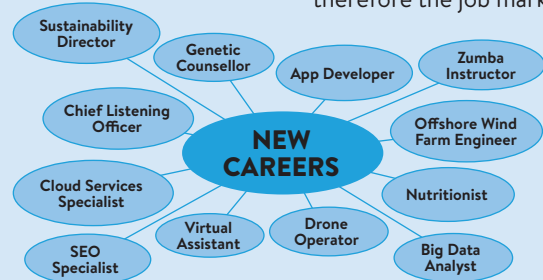 therefore the job mark
Sustainability
Director
Genetic
Counsellor
App Developer
Zumba
Instructor
Chief Listening
Officer
NEW
CAREERS
Offshore Wind
Farm Engineer
Cloud Services
Specialist
Nutritionist
SEO
Specialist
Virtual
Assistant
Drone
Operator
Big Data
Analyst